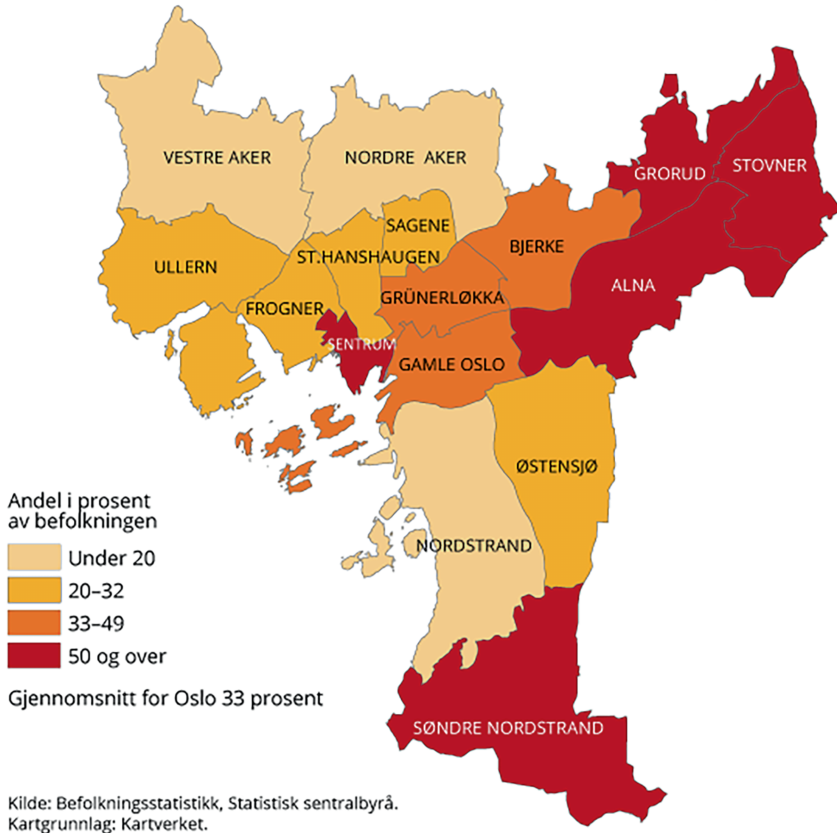 VESTRE AKER
NORDRE AKER
GRORUD
STOVNER
SAGENE
ST.HANSHAUGEN
BJERKE
ULLERN
ALNA
FROGNER
GRÜNERLØKKA
SENTRUM
GAMLE OSLO
ØSTENSJØ
NORDSTRAND
SØNDRE NORDSTRAND
Andel i prosent
av befolkningen
Under 20
20–32
33–49
50 og over
Gjennomsnitt for Oslo 33 prosent
Kilde: Befolkningsstatistikk, Statistisk sentralbyrå.
Kartgrunnlag: Kartverket.